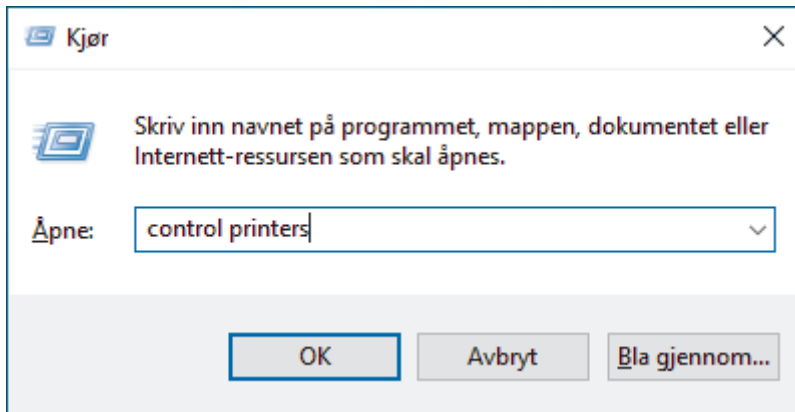 Kjør
Skriv inn navnet på programmet, mappen, dokumentet eller
Internett-ressursen som skal åpnes.
Åpne: control printers
OK Avbryt Bla gjennom...